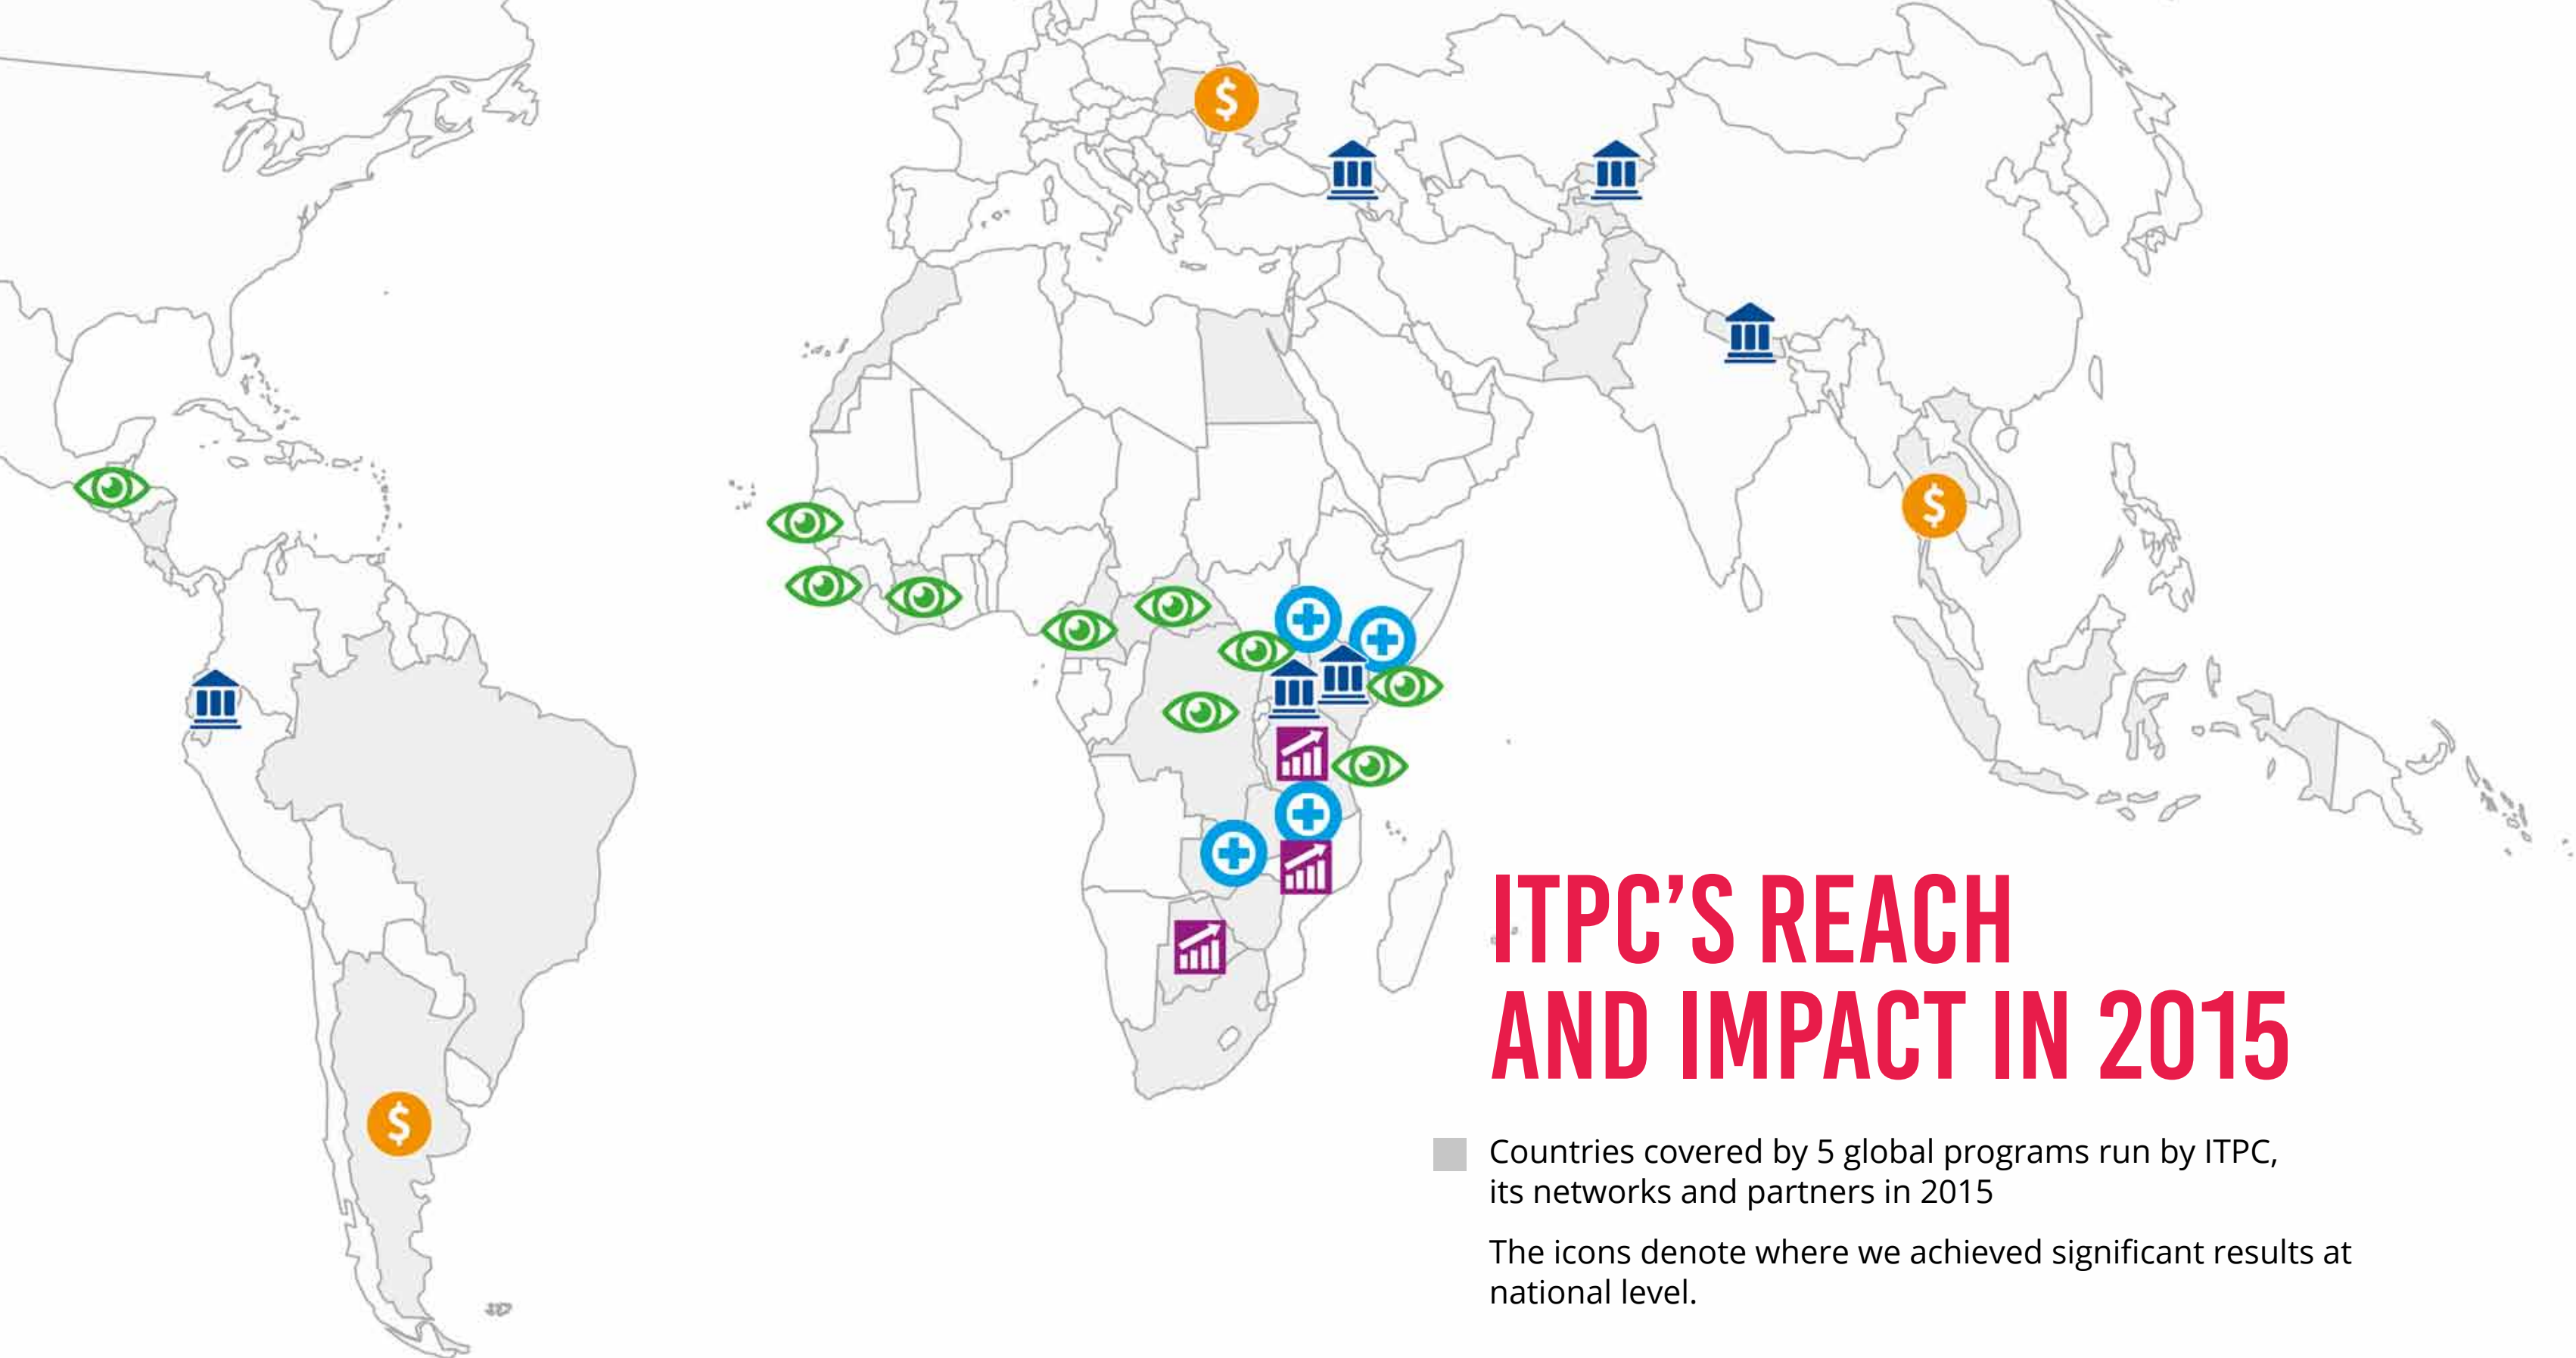 ITPC'S REACH
AND IMPACT IN 2015
Countries covered by 5 global programs run by ITPC,
its networks and partners in 2015
The icons denote where we achieved significant results at
national level.